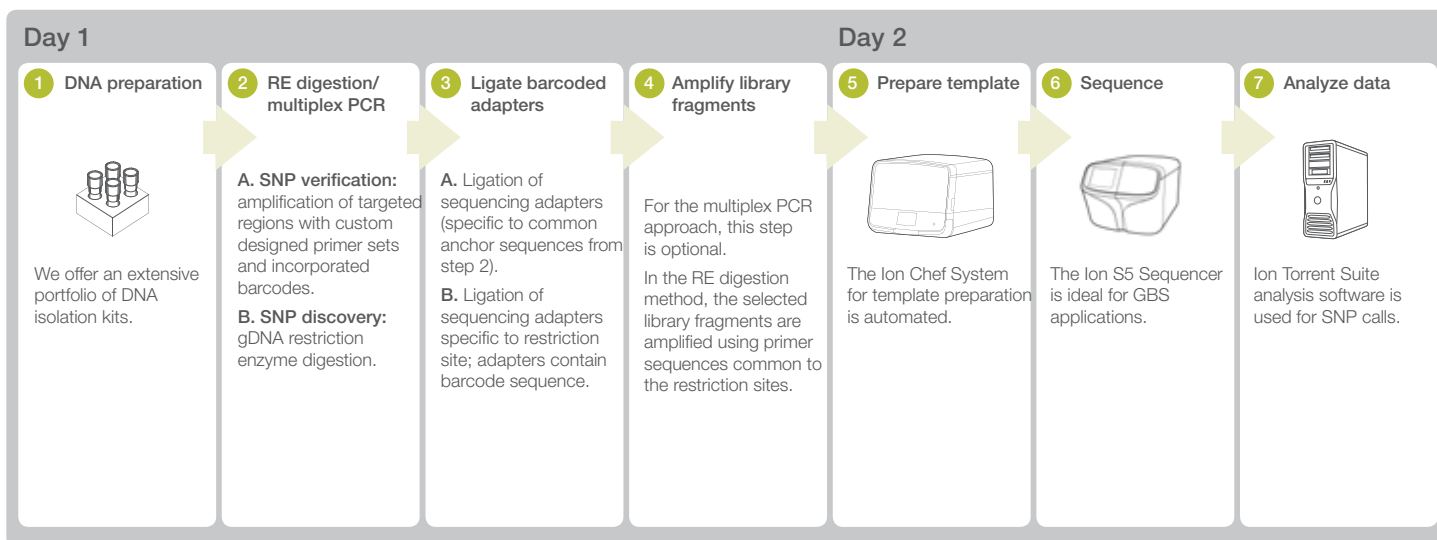 Day 1
Day 2
1 DNA preparation
We offer an extensive
portfolio of DNA
isolation kits.
2 RE digestion/
multiplex PCR
A. SNP verification:
amplification of targeted
regions with custom
designed primer sets
and incorporated
barcodes.
B. SNP discovery:
gDNA restriction
enzyme digestion.
3 Ligate barcoded
adapters
A. Ligation of
sequencing adapters
(specific to common
anchor sequences from
step 2).
B. Ligation of
sequencing adapters
specific to restriction
site; adapters contain
barcode sequence.
4 Amplify library
fragments
For the multiplex PCR
approach, this step
is optional.
In the RE digestion
method, the selected
library fragments are
amplified using primer
sequences common to
the restriction sites.
5 Prepare template
The Ion Chef System
for template preparation
is automated.
6 Sequence
The Ion S5 Sequencer
is ideal for GBS
applications.
7 Analyze data
Ion Torrent Suite
analysis software is
used for SNP calls.